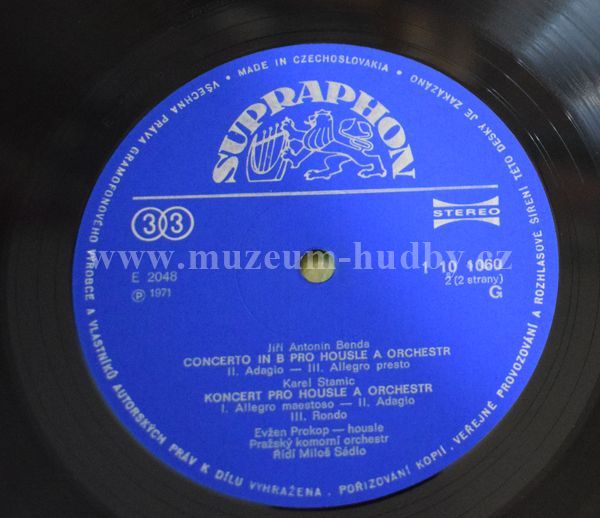 VŠECHNA PRÁVA GRAMOFONOVÉHO VÝROBCE A VLASTNÍKŮ AUTORSKÝCH PRÁV K DÍLU VYHRAŽENA . POŘIZOVÁNÍ KOPIÍ . VEŘEJNÉ PROVOZOVÁNÍ A ROZHLASOVÉ ŠÍŘENÍ TÉTO DESKY JE ZAKÁZÁNO
• MADE IN CZECHOSLOVAKIA •
SUPRAPHON
33
STEREO
www.muzeum-hudby.cz
E 2048
Ⓟ 1971
1 10 1060
2 (2 strany)
G
Jiří Antonín Benda
CONCERTO IN B PRO HOUSLE A ORCHESTR
II. Adagio — III. Allegro presto
Karel Stamic
KONCERT PRO HOUSLE A ORCHESTR
I. Allegro maestoso — II. Adagio
III. Rondo
Evžen Prokop — housle
Pražský komorní orchestr
Řídí Miloš Sádlo